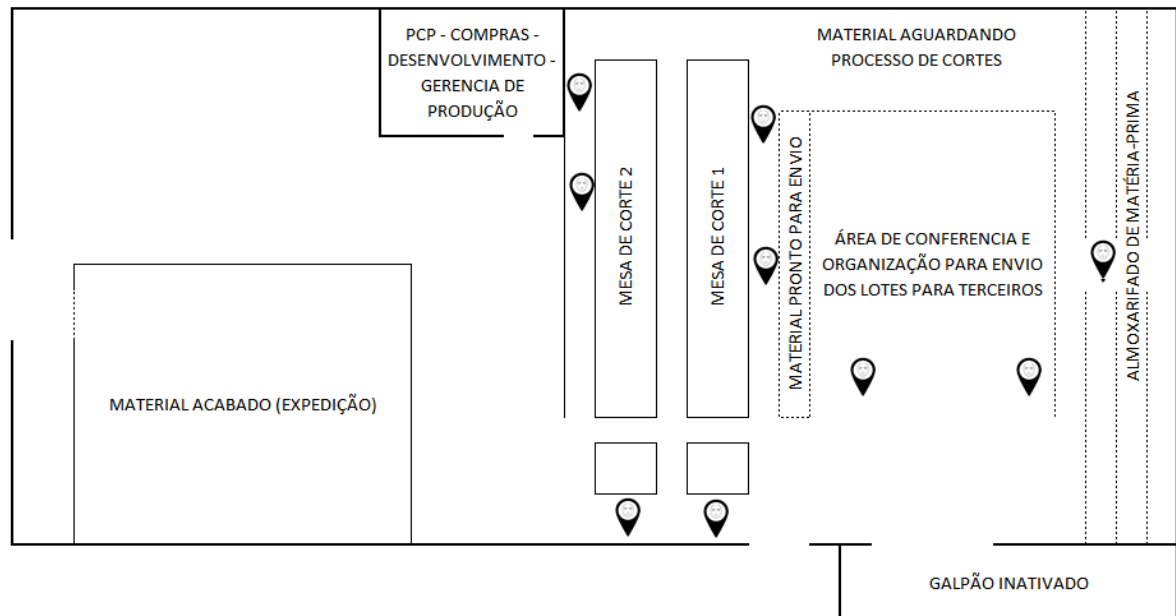 PCP - COMPRAS -
DESENVOLVIMENTO -
GERENCIA DE
PRODUÇÃO
MATERIAL AGUARDANDO
PROCESSO DE CORTES
MESA DE CORTE 2
MESA DE CORTE 1
MATERIAL PRONTO PARA ENVIO
ÁREA DE CONFERENCIA E
ORGANIZAÇÃO PARA ENVIO
DOS LOTES PARA TERCEIROS
ALMOXARIFADO DE MATÉRIA-PRIMA
MATERIAL ACABADO (EXPEDIÇÃO)
GALPÃO INATIVADO